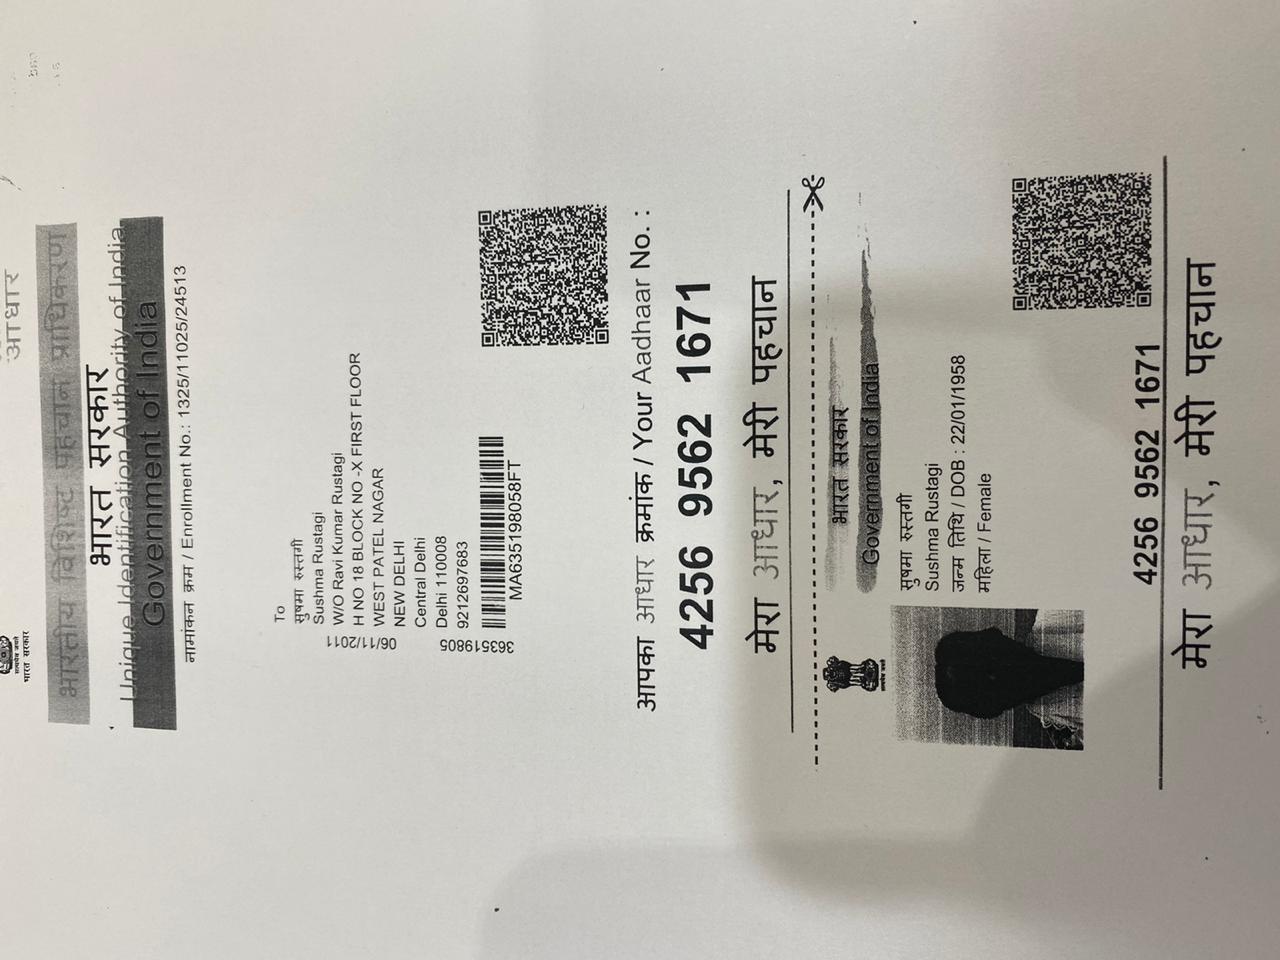 आधार
भारत सरकार
भारतीय विशिष्ट पहचान प्राधिकरण
भारत सरकार
Unique Identification Authority of India
Government of India
नामांकन क्रम / Enrollment No.: 1325/11025/24513
To
सुषमा रुस्तगी
Sushma Rustagi
W/O Ravi Kumar Rustagi
H NO 18 BLOCK NO -X FIRST FLOOR
WEST PATEL NAGAR
NEW DELHI
Central Delhi
Delhi 110008
9212697683
06/11/2011
MA635198058FT
आपका आधार क्रमांक / Your Aadhaar No. :
4256 9562 1671
मेरा आधार, मेरी पहचान
भारत सरकार
Government of India
सुषमा रुस्तगी
Sushma Rustagi
जन्म तिथि / DOB : 22/01/1958
महिला / Female
4256 9562 1671
मेरा आधार, मेरी पहचान